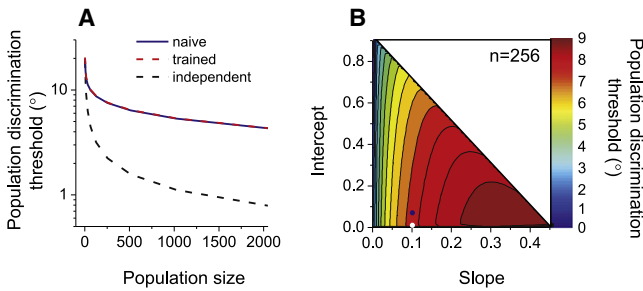 A
naive
trained
independent
Population discrimination
threshold (°)
10
1
0 500 1000 1500 2000
Population size
B
n=256
Intercept
0.8
0.6
0.4
0.2
0.0
0.0 0.1 0.2 0.3 0.4
Slope
9
8
7
6
5
4
3
2
1
0
Population discrimination
threshold (°)